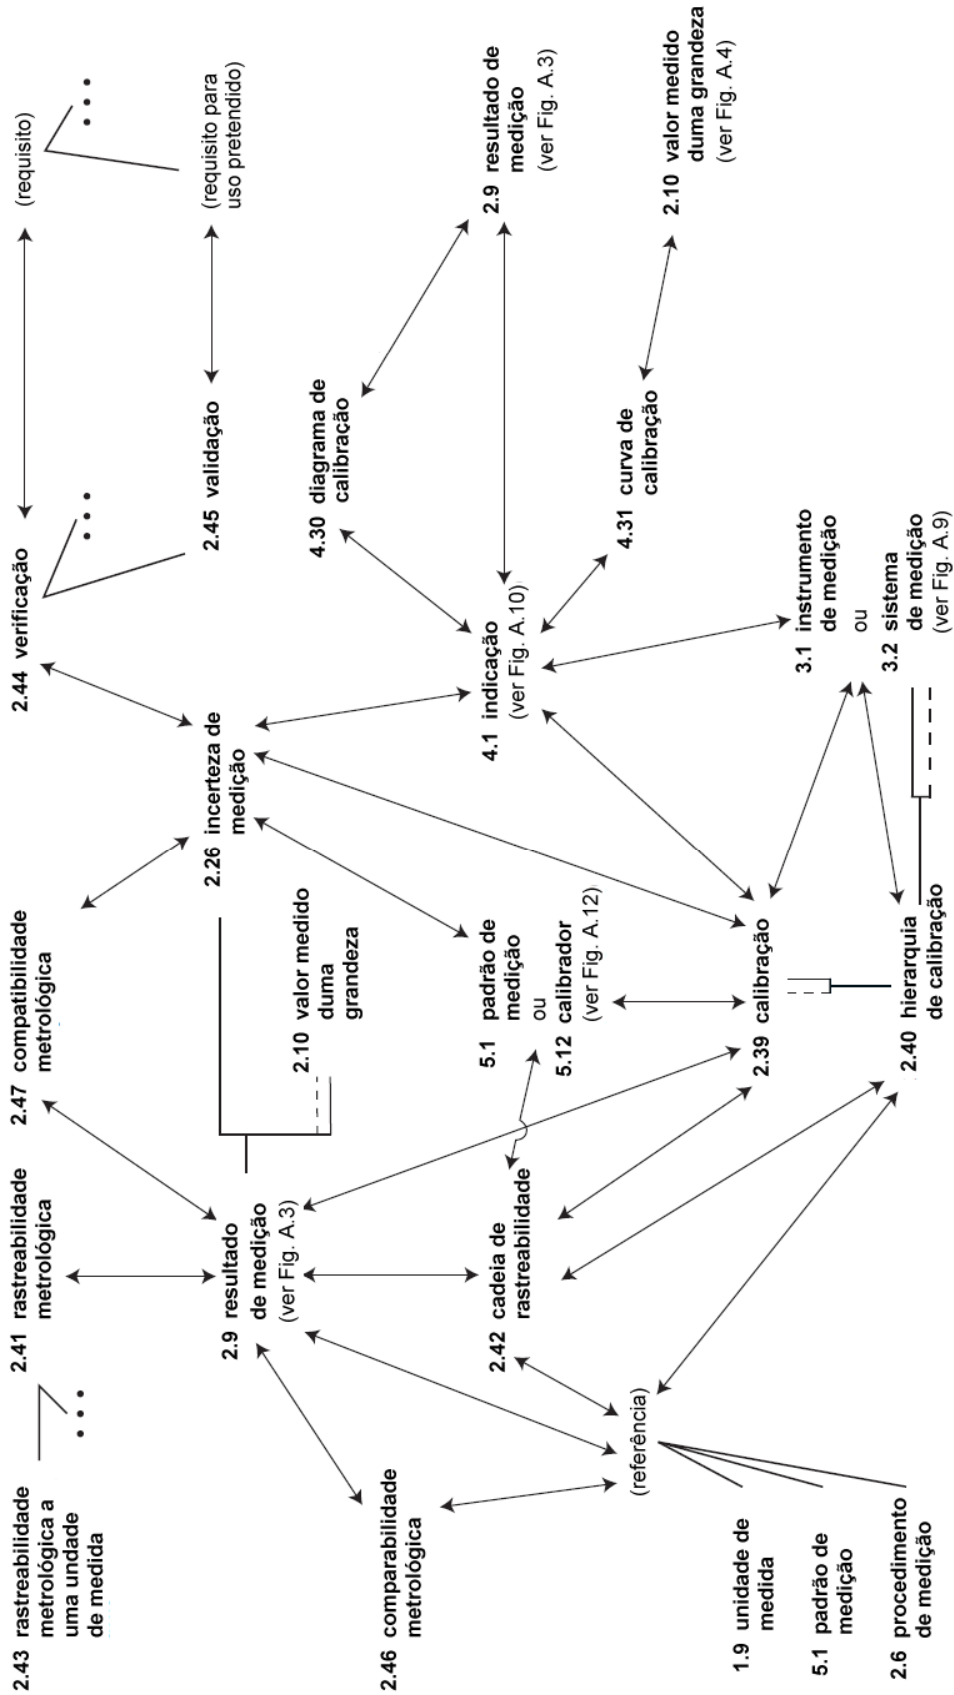 2.43 rastreabilidade
metrológica a
uma undade
de medida
2.41 rastreabilidade
metrológica
2.47 compatibilidade
metrológica
2.44 verificação
(requisito)
2.9 resultado
de medição
(ver Fig. A.3)
2.10 valor medido
duma
grandeza
2.26 incerteza de
medição
2.45 validação
(requisito para
uso pretendido)
2.46 comparabilidade
metrológica
2.42 cadeia de
rastreabilidade
5.1 padrão de
medição
ou
5.12 calibrador
(ver Fig. A.12)
4.1 indicação
(ver Fig. A.10)
4.30 diagrama de
calibração
2.9 resultado de
medição
(ver Fig. A.3)
4.31 curva de
calibração
2.10 valor medido
duma grandeza
(ver Fig. A.4)
(referência)
1.9 unidade de
medida
5.1 padrão de
medição
2.6 procedimento
de medição
2.39 calibração
2.40 hierarquia
de calibração
3.1 instrumento
de medição
ou
3.2 sistema
de medição
(ver Fig. A.9)